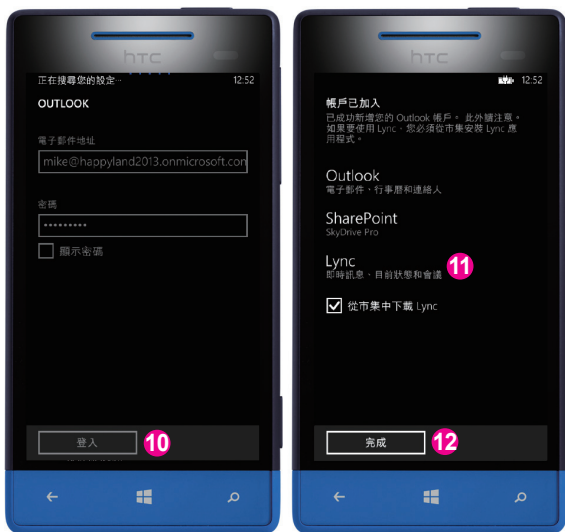 hTC
正在搜尋您的設定… 12:52
OUTLOOK
電子郵件地址
mike@happyland2013.onmicrosoft.con
密碼
•••••••••
顯示密碼
登入 10
hTC
12:52
帳戶已加入
已成功新增您的 Outlook 帳戶。 此外請注意。
如果要使用 Lync、您必須從市集安裝 Lync 應
用程式。
Outlook
電子郵件、行事曆和連絡人
SharePoint
SkyDrive Pro
Lync 11
即時訊息、目前狀態和會議
從市集中下載 Lync
完成 12